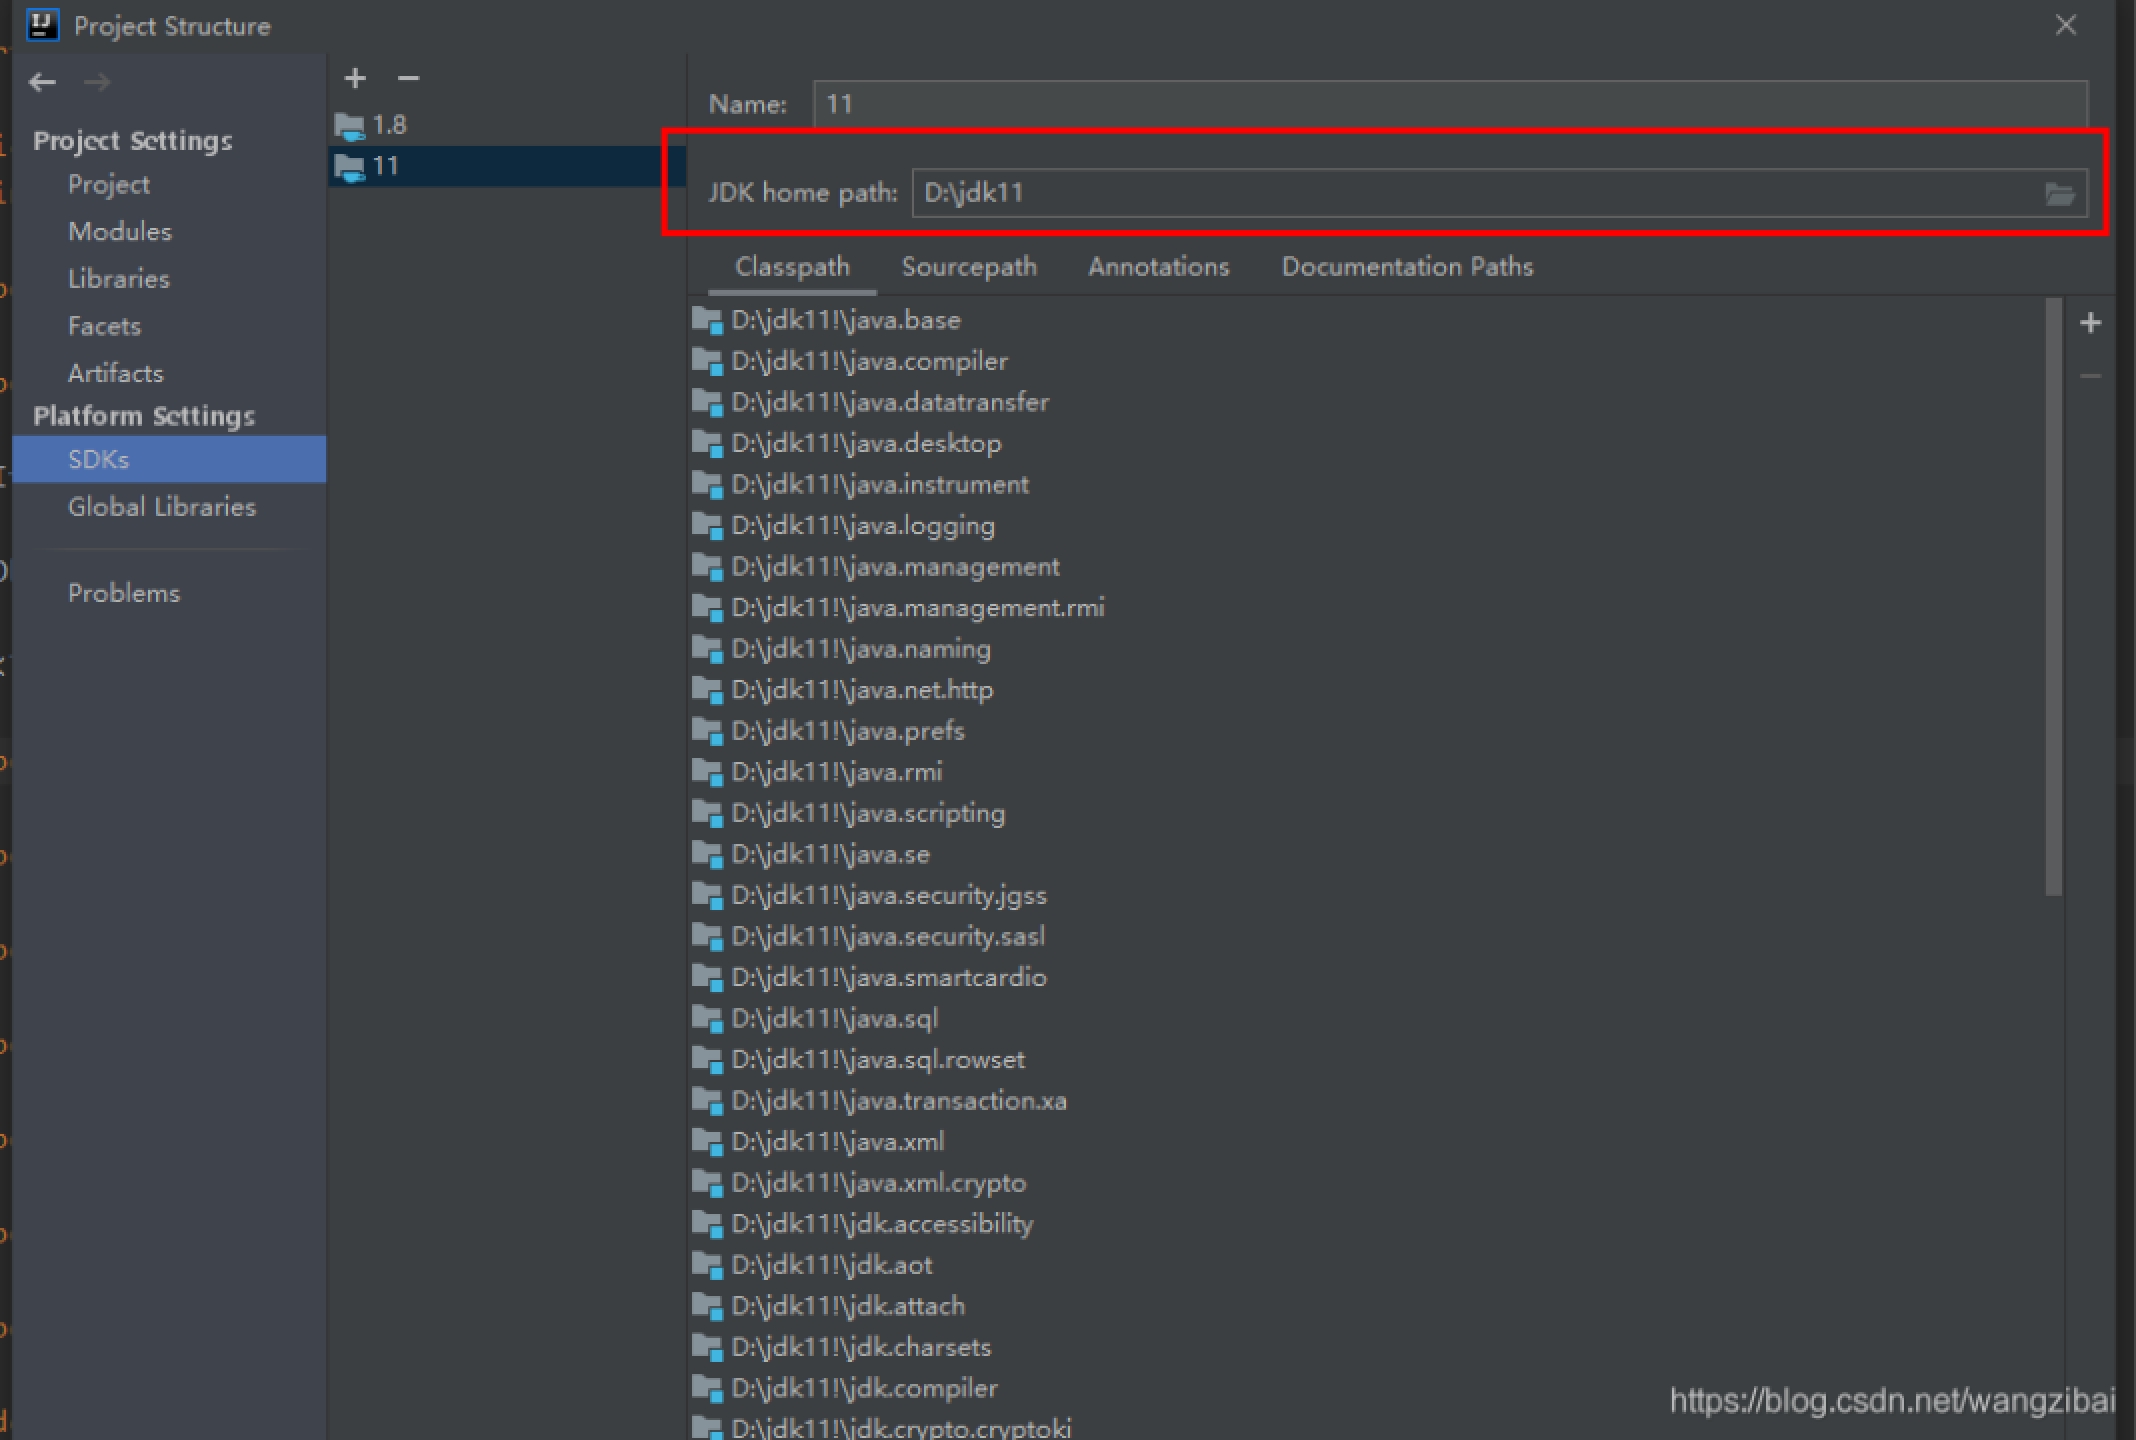 Project Structure
Project Settings
Project
Modules
Libraries
Facets
Artifacts
Platform Settings
SDKs
Global Libraries
Problems
1.8
11
Name: 11
JDK home path: D:\jdk11
Classpath Sourcepath Annotations Documentation Paths
D:\jdk11!\java.base
D:\jdk11!\java.compiler
D:\jdk11!\java.datatransfer
D:\jdk11!\java.desktop
D:\jdk11!\java.instrument
D:\jdk11!\java.logging
D:\jdk11!\java.management
D:\jdk11!\java.management.rmi
D:\jdk11!\java.naming
D:\jdk11!\java.net.http
D:\jdk11!\java.prefs
D:\jdk11!\java.rmi
D:\jdk11!\java.scripting
D:\jdk11!\java.se
D:\jdk11!\java.security.jgss
D:\jdk11!\java.security.sasl
D:\jdk11!\java.smartcardio
D:\jdk11!\java.sql
D:\jdk11!\java.sql.rowset
D:\jdk11!\java.transaction.xa
D:\jdk11!\java.xml
D:\jdk11!\java.xml.crypto
D:\jdk11!\jdk.accessibility
D:\jdk11!\jdk.aot
D:\jdk11!\jdk.attach
D:\jdk11!\jdk.charsets
D:\jdk11!\jdk.compiler
D:\jdk11!\jdk.crypto.cryptoki
https://blog.csdn.net/wangzibai